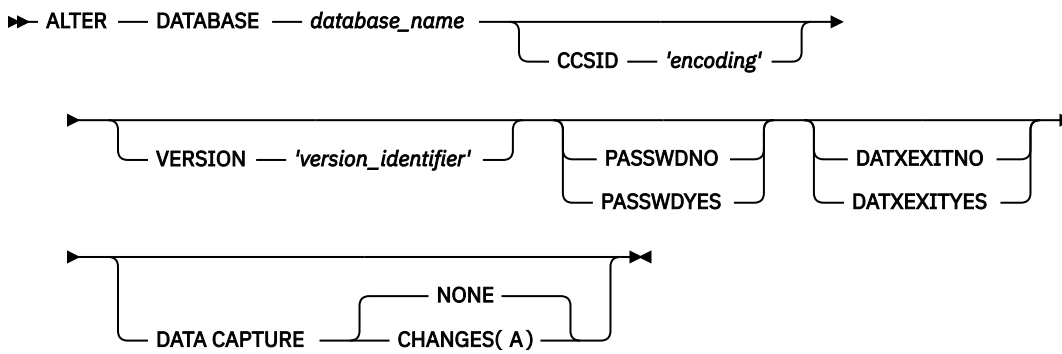 ALTER DATABASE database_name
CCSID 'encoding'
VERSION 'version_identifier'
PASSWDNO
PASSWDYES
DATXEXITNO
DATXEXITYES
DATA CAPTURE
NONE
CHANGES( A)